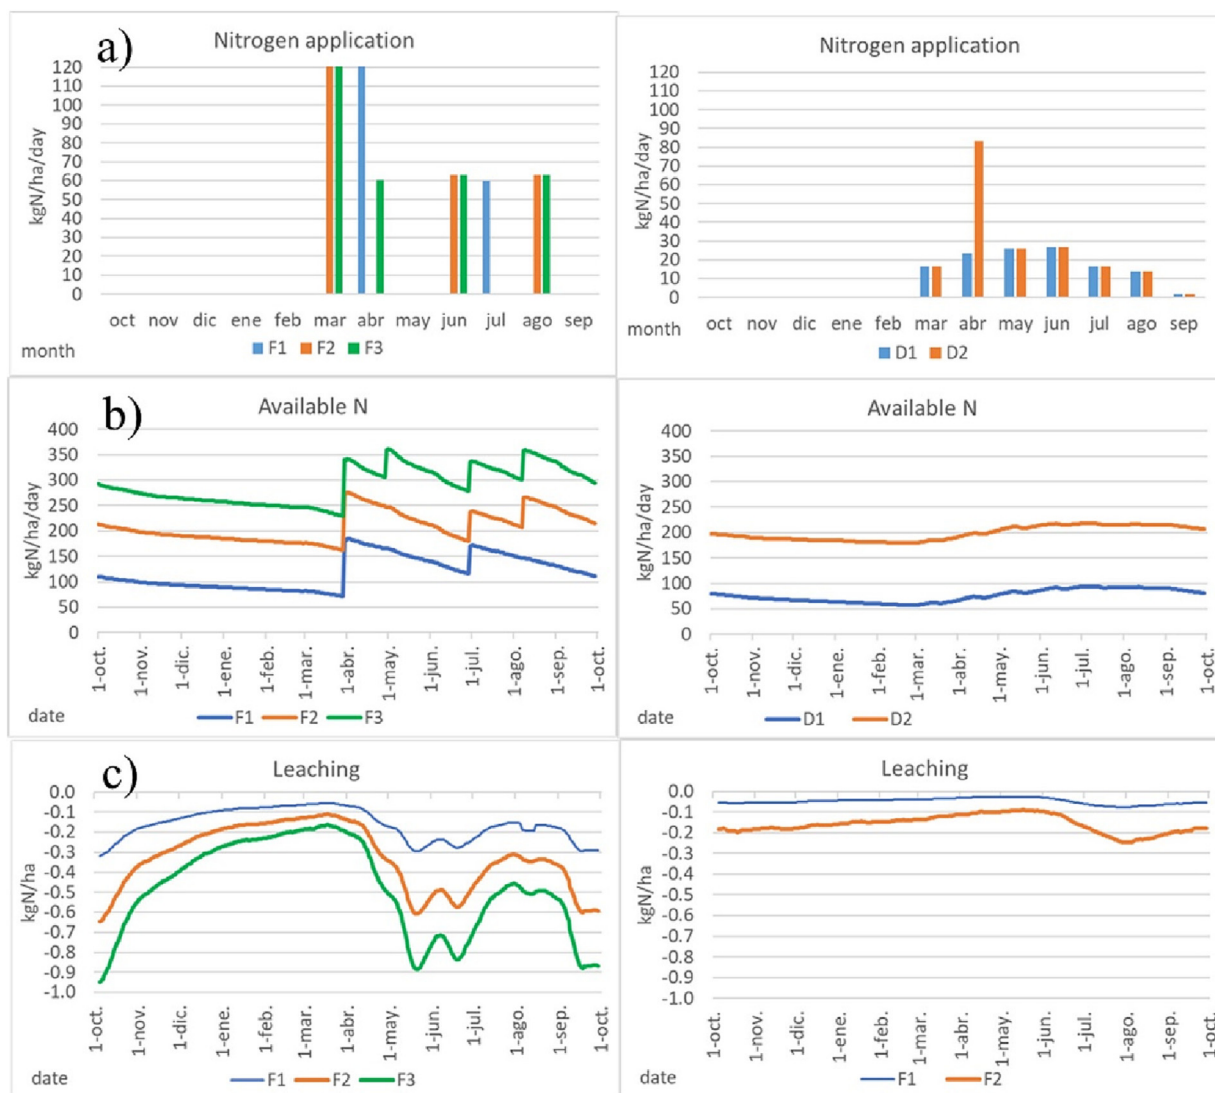 a)
Nitrogen application
kgN/ha/day
120
110
100
90
80
70
60
50
40
30
20
10
0
oct nov dic ene feb mar abr may jun jul ago sep
month
F1 F2 F3
Nitrogen application
kgN/ha/day
120
110
100
90
80
70
60
50
40
30
20
10
0
oct nov dic ene feb mar abr may jun jul ago sep
month
D1 D2
b)
Available N
kgN/ha/day
400
350
300
250
200
150
100
50
0
1-oct. 1-nov. 1-dic. 1-ene. 1-feb. 1-mar. 1-abr. 1-may. 1-jun. 1-jul. 1-ago. 1-sep. 1-oct.
date
F1 F2 F3
Available N
kgN/ha/day
400
350
300
250
200
150
100
50
0
1-oct. 1-nov. 1-dic. 1-ene. 1-feb. 1-mar. 1-abr. 1-may. 1-jun. 1-jul. 1-ago. 1-sep. 1-oct.
date
D1 D2
c)
Leaching
kgN/ha
0.0
-0.1
-0.2
-0.3
-0.4
-0.5
-0.6
-0.7
-0.8
-0.9
-1.0
1-oct. 1-nov. 1-dic. 1-ene. 1-feb. 1-mar. 1-abr. 1-may. 1-jun. 1-jul. 1-ago. 1-sep. 1-oct.
date
F1 F2 F3
Leaching
kgN/ha
0.0
-0.1
-0.2
-0.3
-0.4
-0.5
-0.6
-0.7
-0.8
-0.9
-1.0
1-oct. 1-nov. 1-dic. 1-ene. 1-feb. 1-mar. 1-abr. 1-may. 1-jun. 1-jul. 1-ago. 1-sep. 1-oct.
date
F1 F2